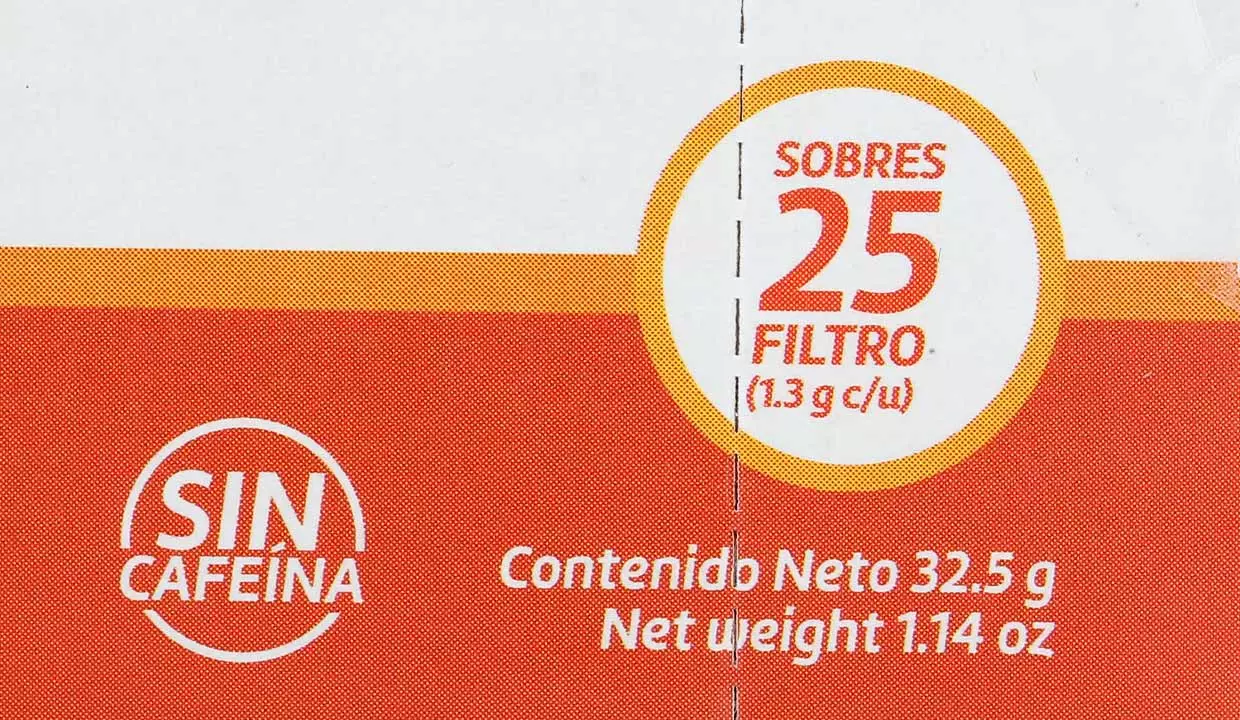 SOBRES
25
FILTRO
(1.3 g c/u)
SIN
CAFEÍNA
Contenido Neto 32.5 g
Net weight 1.14 oz